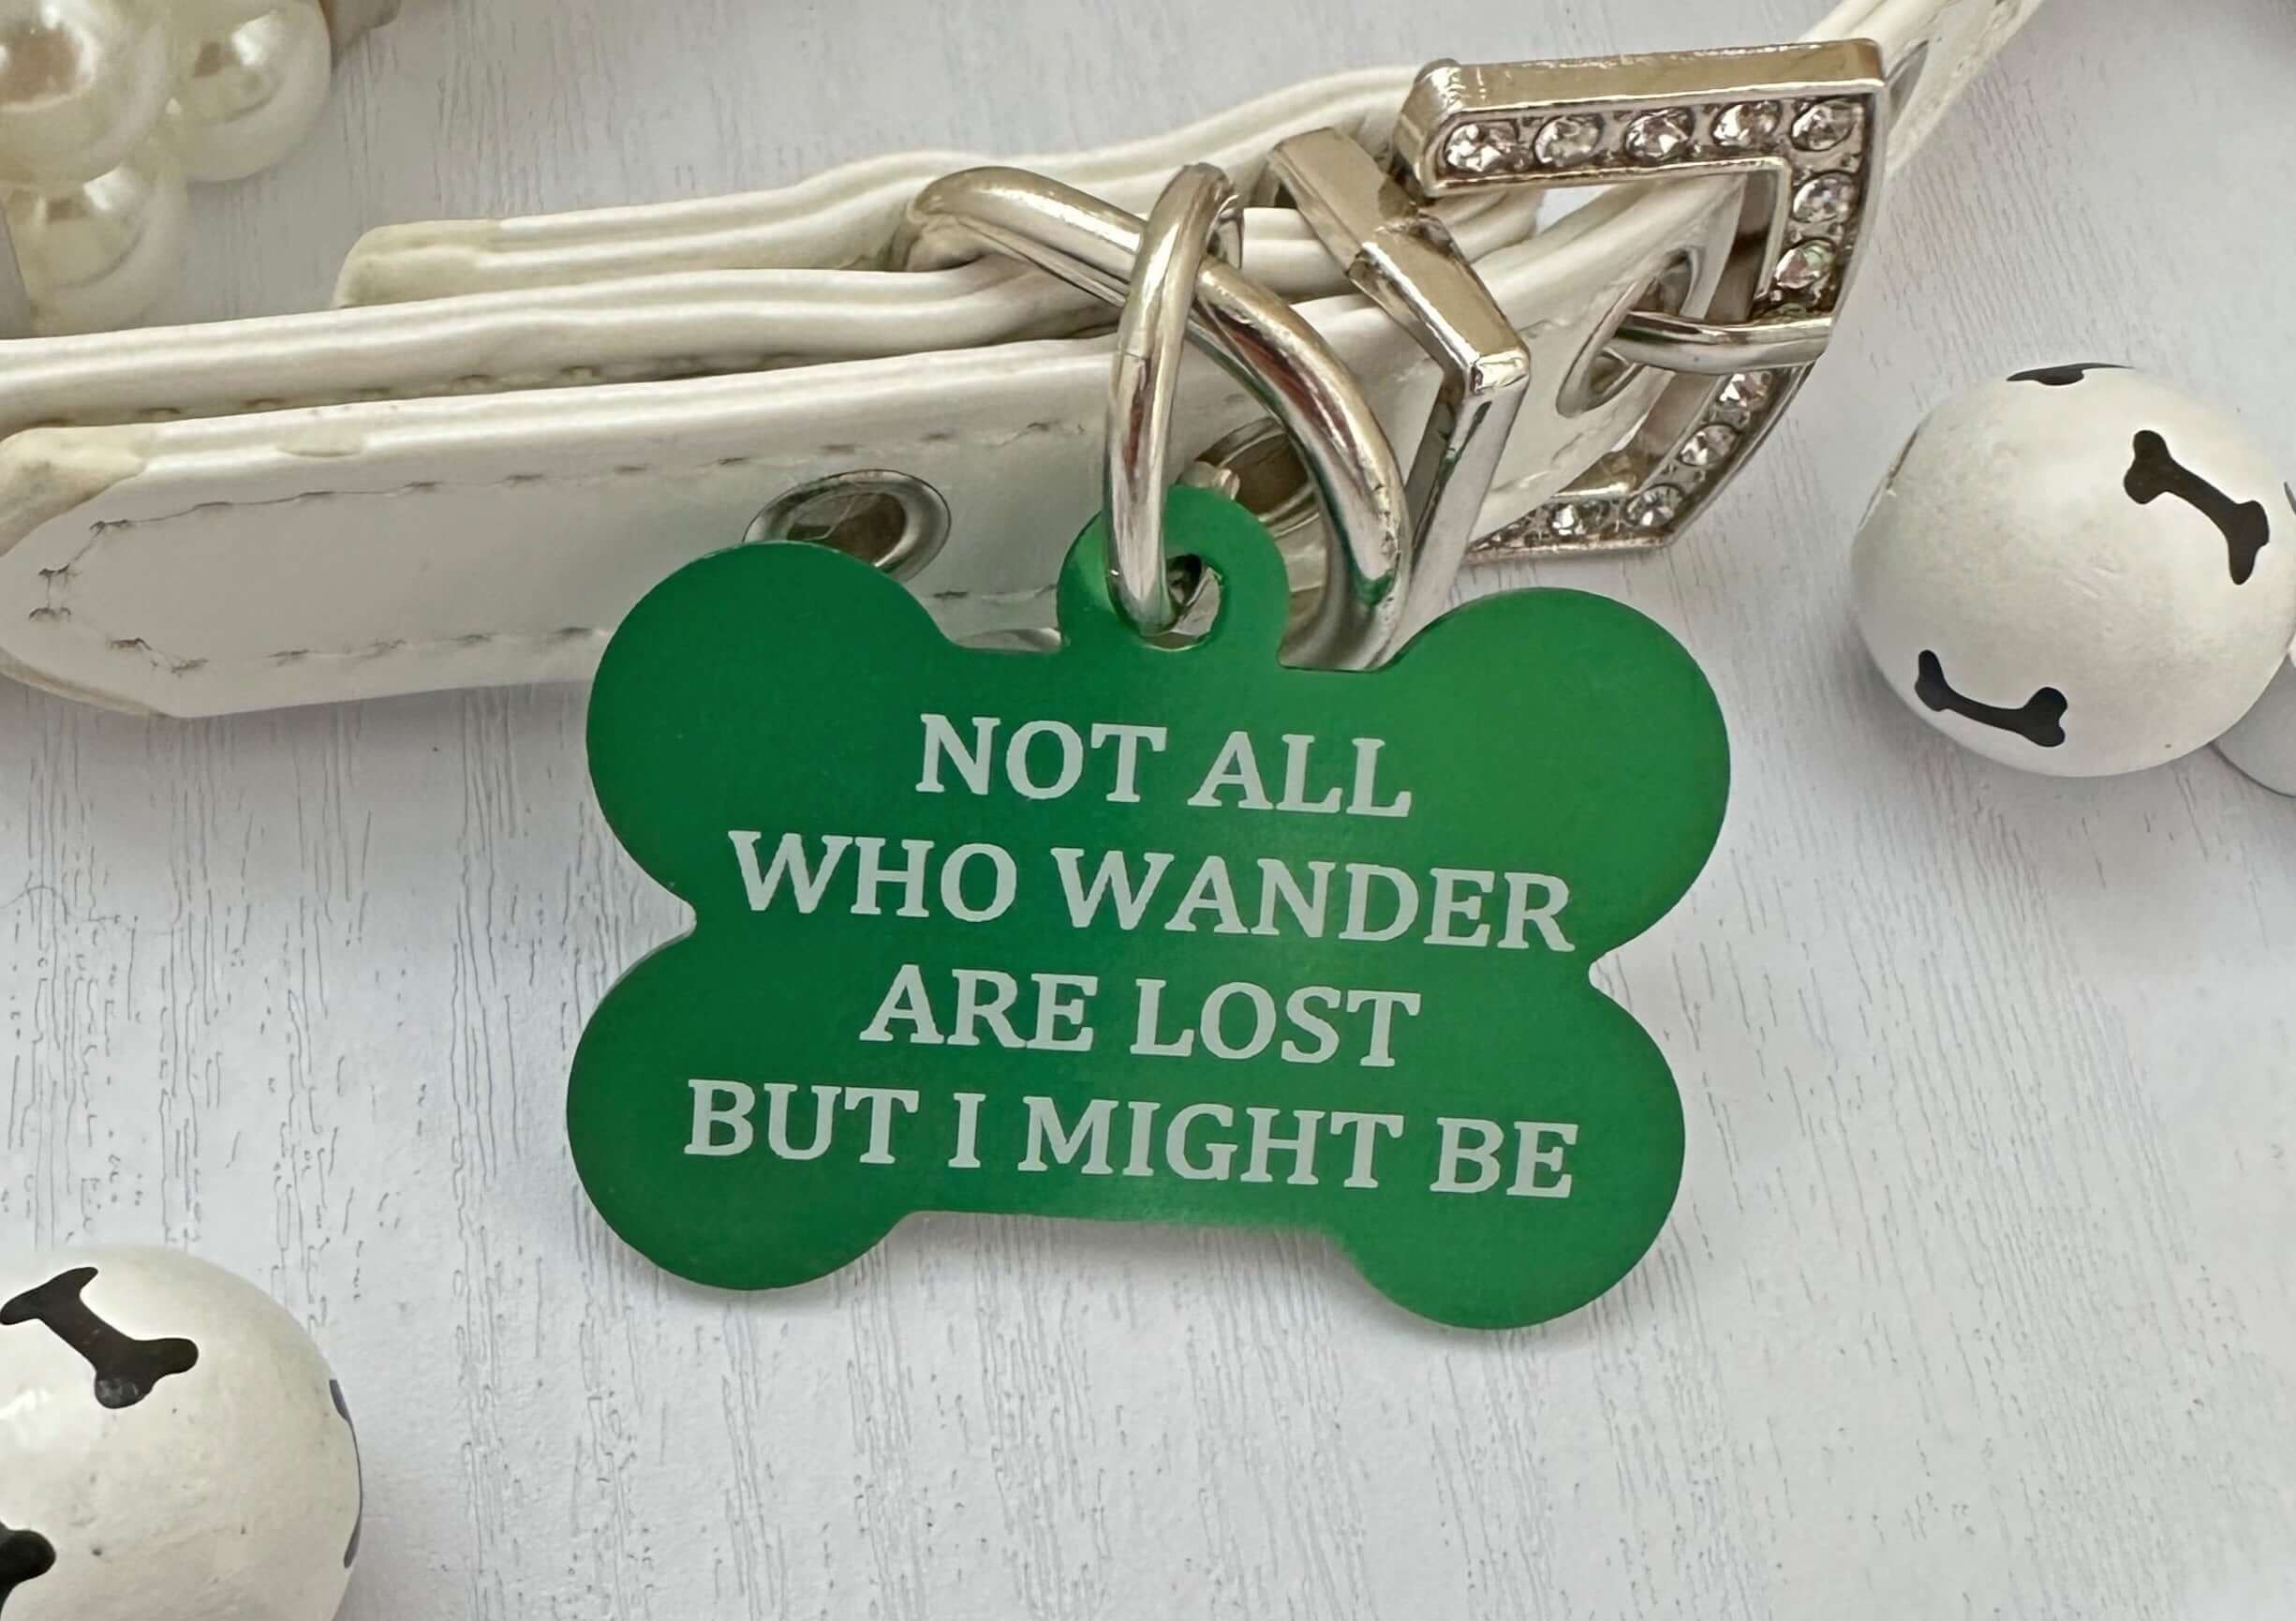 NOT ALL
WHO WANDER
ARE LOST
BUT I MIGHT BE